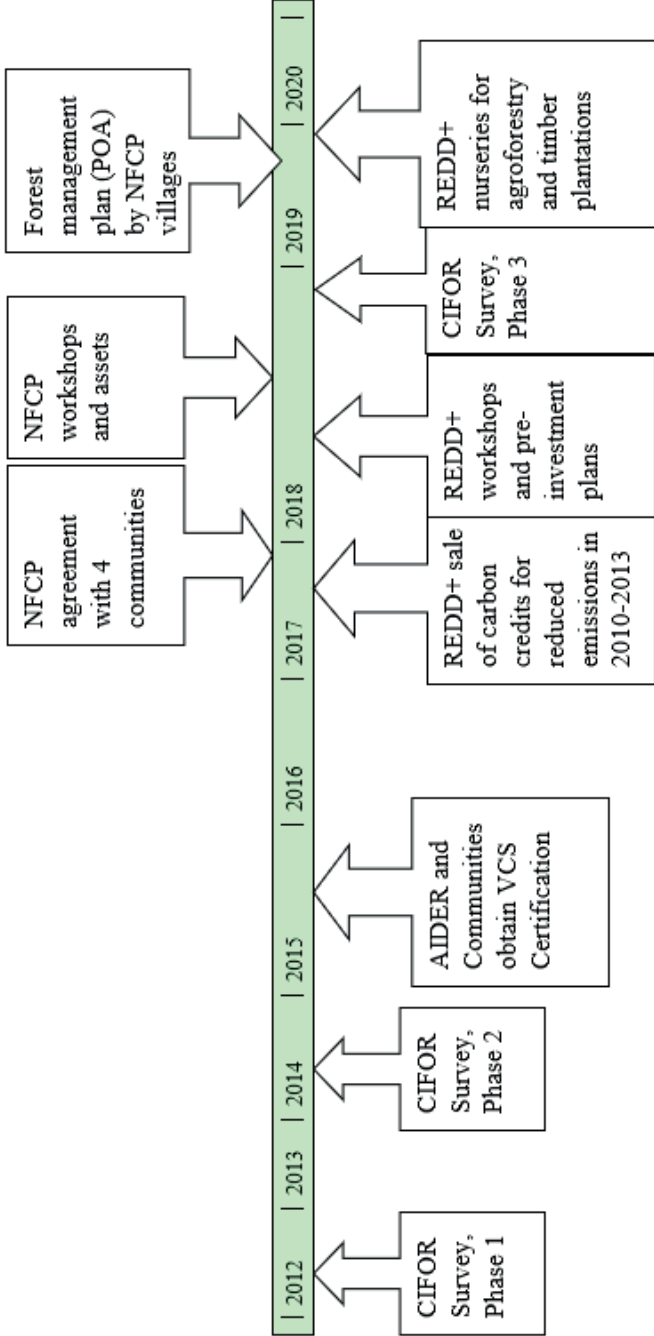 NFCP
agreement
with 4
communities
NFCP
workshops
and assets
Forest
management
plan (POA)
by NFCP
villages
| 2012 | 2013 | 2014 | 2015 | 2016 | 2017 | 2018 | 2019 | 2020 |
CIFOR
Survey,
Phase 1
CIFOR
Survey,
Phase 2
AIDER and
Communities
obtain VCS
Certification
REDD+ sale
of carbon
credits for
reduced
emissions in
2010-2013
REDD+
workshops
and pre-
investment
plans
CIFOR
Survey,
Phase 3
REDD+
nurseries for
agroforestry
and timber
plantations